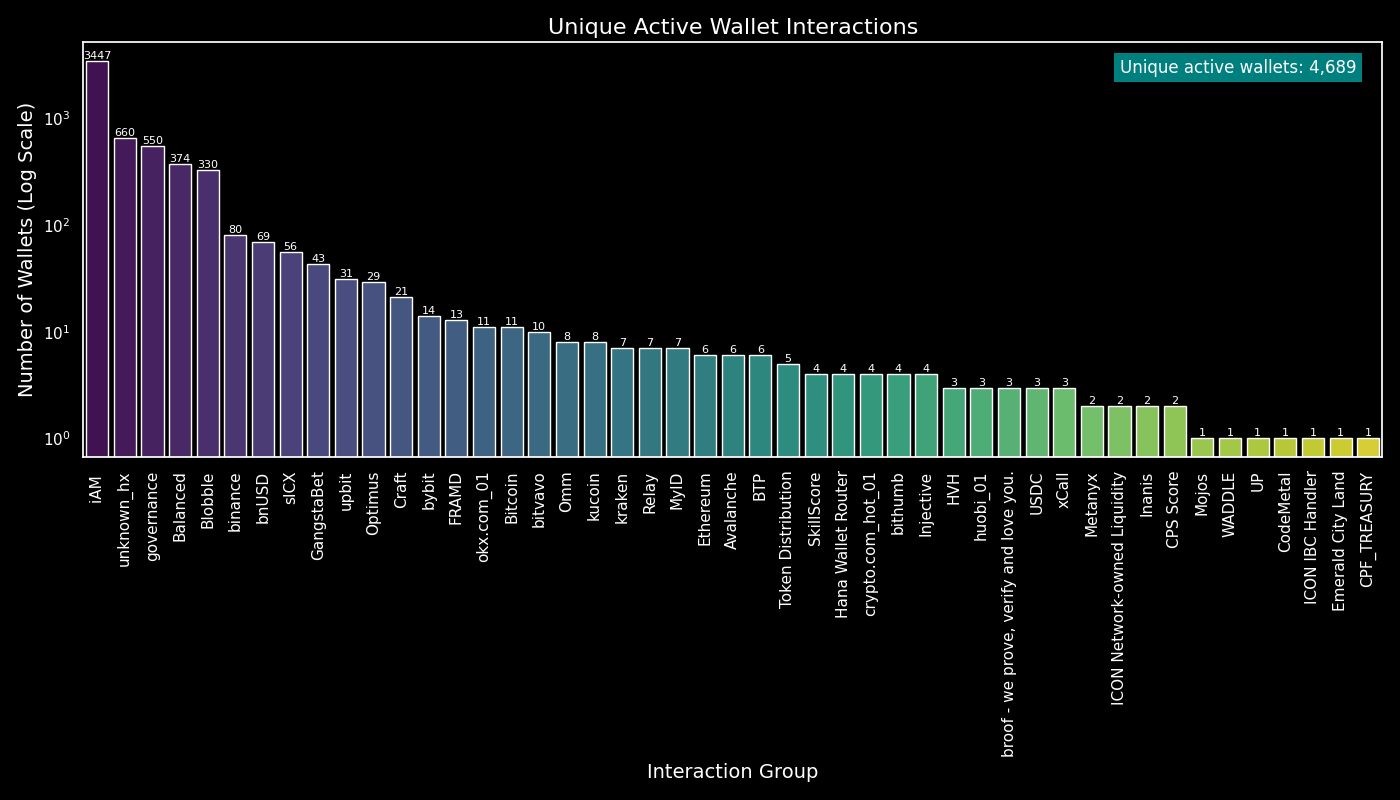 Unique Active Wallet Interactions
Unique active wallets: 4,689
Number of Wallets (Log Scale)
10³
10²
10¹
10⁰
3447
660
550
374
330
80
69
56
43
31
29
21
14
13
11
11
10
8
8
7
7
7
6
6
6
5
4
4
4
4
4
3
3
3
3
3
2
2
2
2
1
1
1
1
1
1
1
iAM
unknown_hx
governance
Balanced
Blobble
binance
bnUSD
sICX
GangstaBet
upbit
Optimus
Craft
bybit
FRAMD
okx.com_01
Bitcoin
bitvavo
Omm
kucoin
kraken
Relay
MyID
Ethereum
Avalanche
BTP
Token Distribution
SkillScore
Hana Wallet Router
crypto.com_hot_01
bithumb
Injective
HVH
huobi_01
broof - we prove, verify and love you.
USDC
xCall
Metanyx
ICON Network-owned Liquidity
Inanis
CPS Score
Mojos
WADDLE
UP
CodeMetal
ICON IBC Handler
Emerald City Land
CPF_TREASURY
Interaction Group